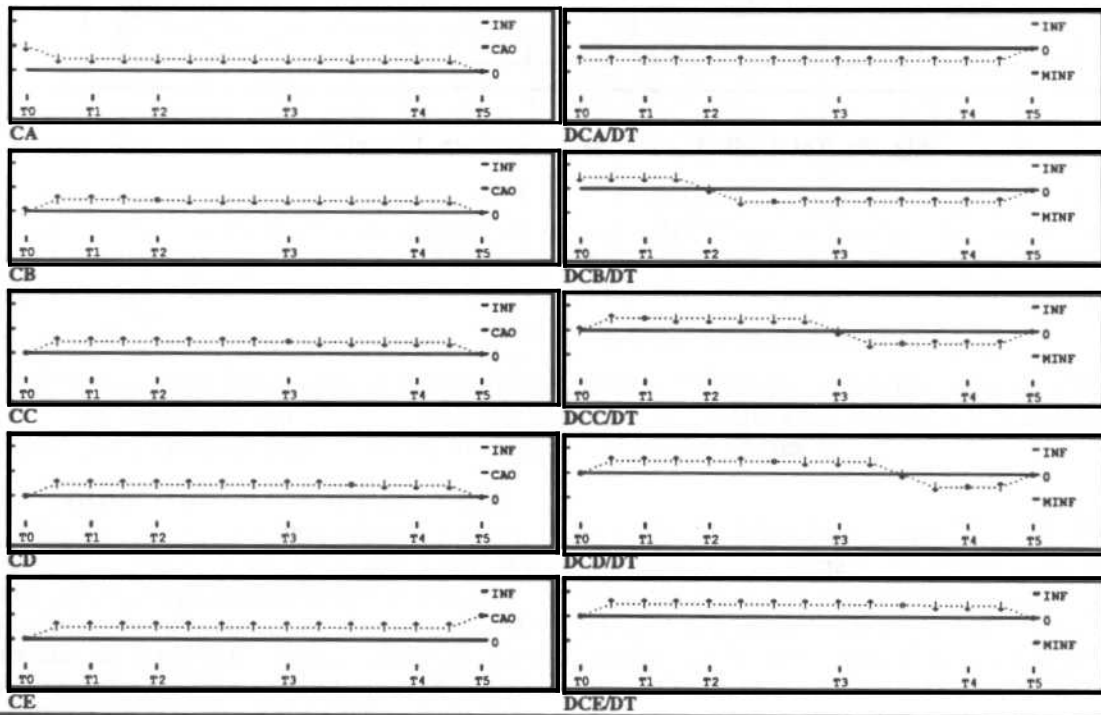 INF
CAO
0
T0 T1 T2 T3 T4 T5
CA
INF
0
MINF
T0 T1 T2 T3 T4 T5
DCA/DT
INF
CAO
0
T0 T1 T2 T3 T4 T5
CB
INF
0
MINF
T0 T1 T2 T3 T4 T5
DCB/DT
INF
CAO
0
T0 T1 T2 T3 T4 T5
CC
INF
0
MINF
T0 T1 T2 T3 T4 T5
DCC/DT
INF
CAO
0
T0 T1 T2 T3 T4 T5
CD
INF
0
MINF
T0 T1 T2 T3 T4 T5
DCD/DT
INF
CAO
0
T0 T1 T2 T3 T4 T5
CE
INF
0
MINF
T0 T1 T2 T3 T4 T5
DCE/DT